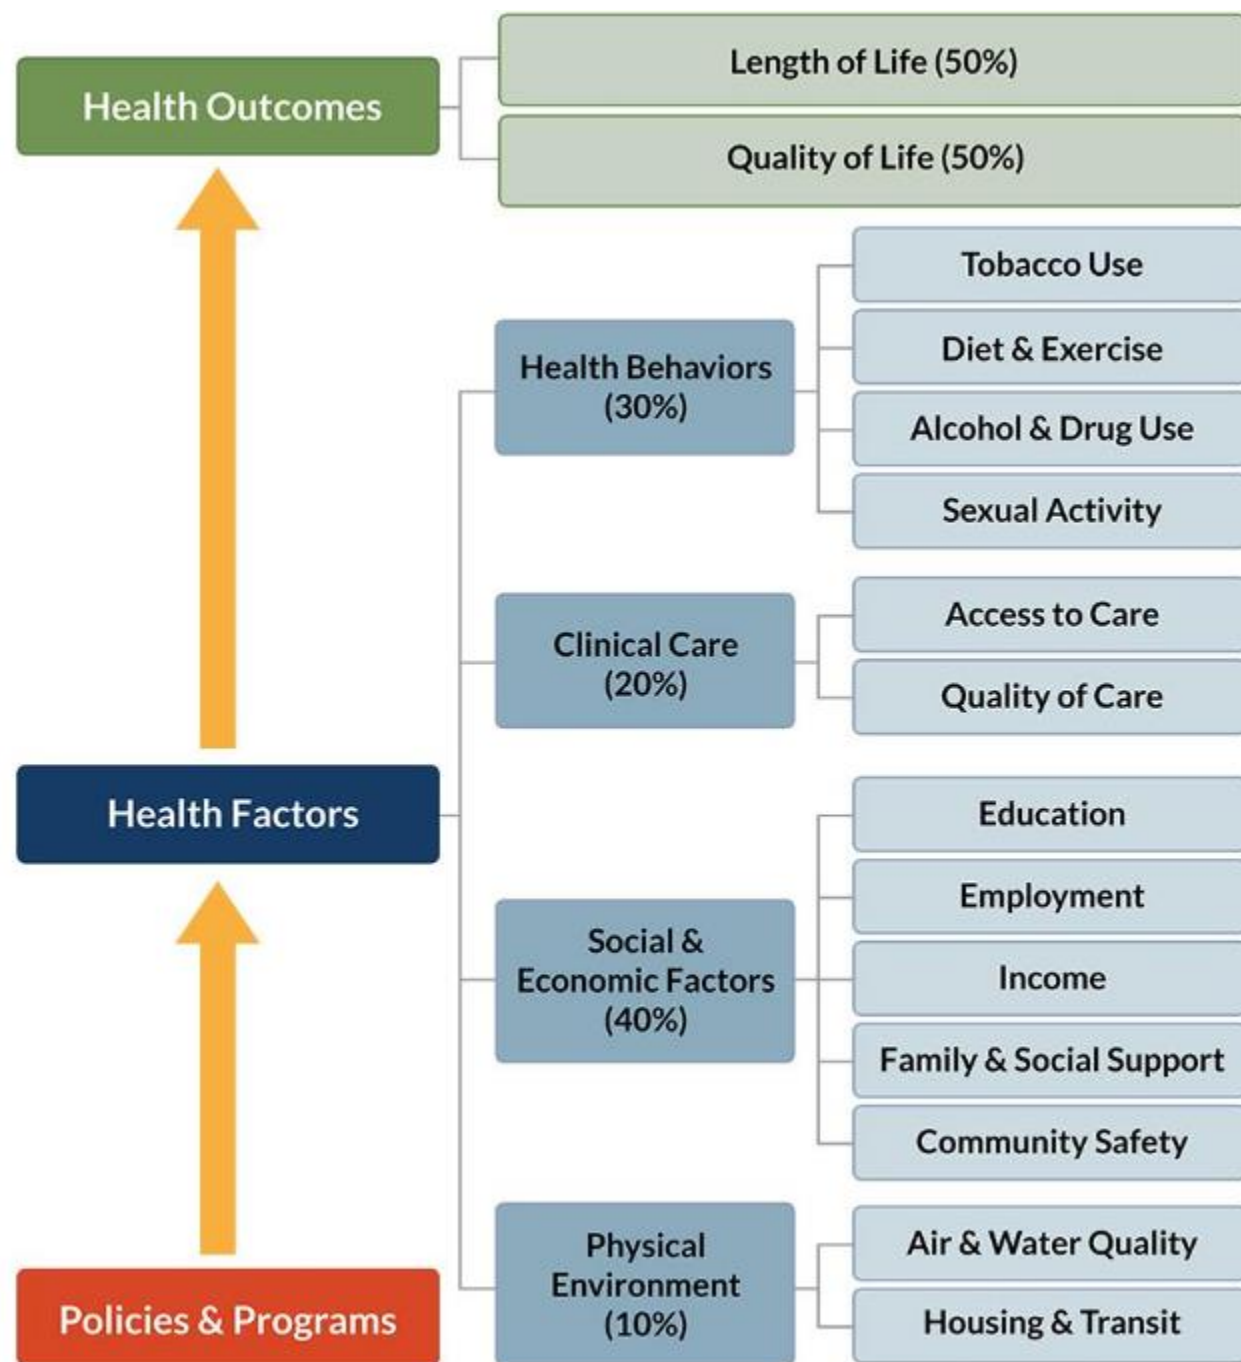 Health Outcomes
Length of Life (50%)
Quality of Life (50%)
Health Behaviors
(30%)
Tobacco Use
Diet & Exercise
Alcohol & Drug Use
Sexual Activity
Clinical Care
(20%)
Access to Care
Quality of Care
Health Factors
Social &
Economic Factors
(40%)
Education
Employment
Income
Family & Social Support
Community Safety
Physical
Environment
(10%)
Air & Water Quality
Housing & Transit
Policies & Programs